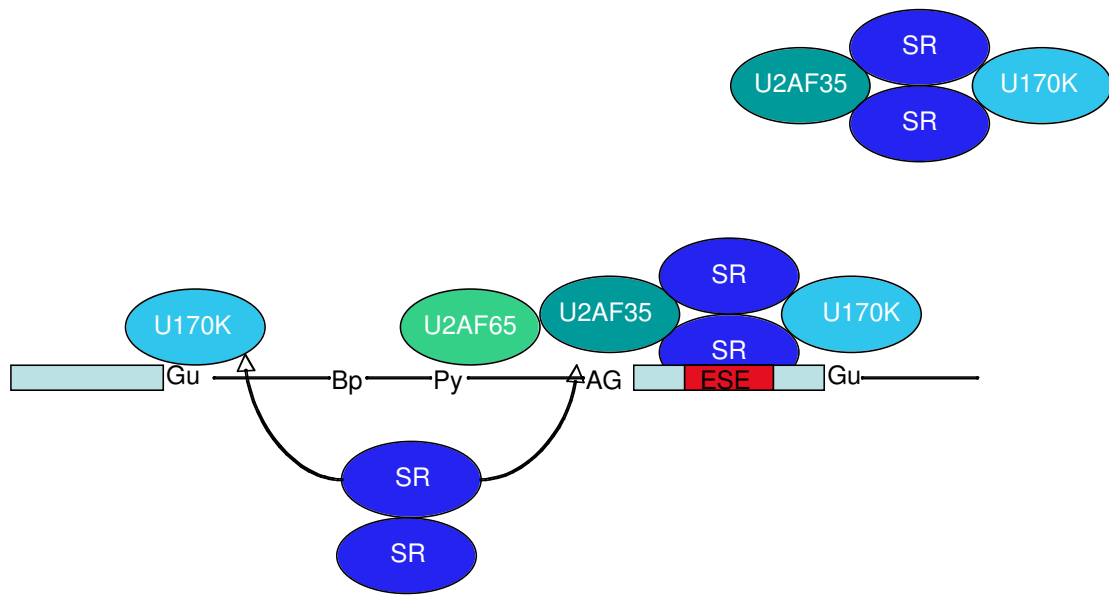 SR
U2AF35 U170K
SR
SR
U170K U2AF65 U2AF35 U170K
SR
Gu Bp Py AG ESE Gu
SR
SR